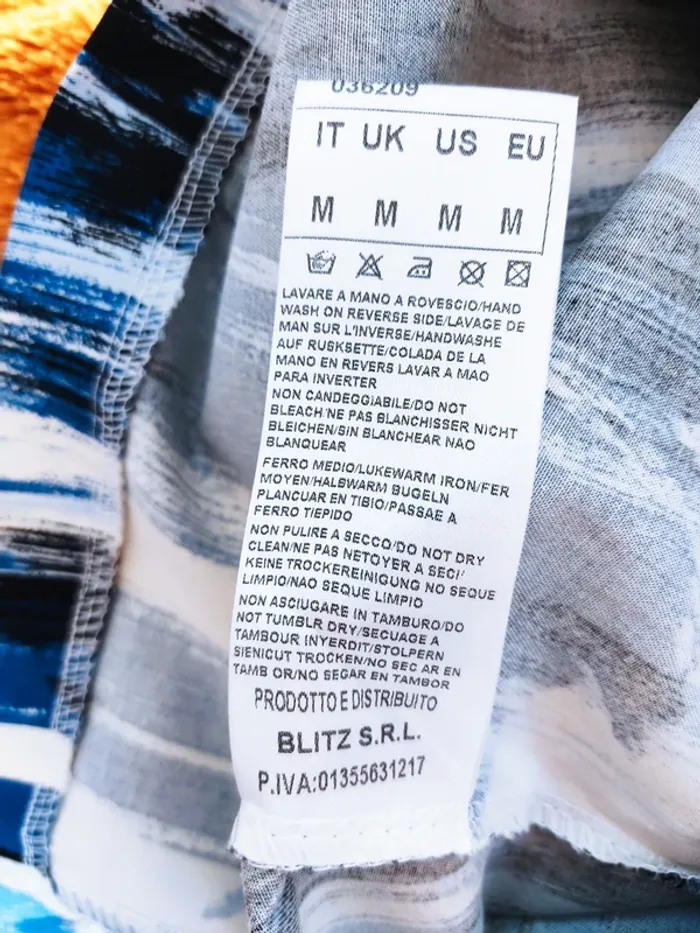 036209
IT UK US EU
M M M M
LAVARE A MANO A ROVESCIO/HAND
WASH ON REVERSE SIDE/LAVAGE DE
MAN SUR L'INVERSE/HANDWASHE
AUF RUSKSETTE/COLADA DE LA
MANO EN REVERS LAVAR A MAO
PARA INVERTER
NON CANDEGGIABILE/DO NOT
BLEACH/NE PAS BLANCHISSER NICHT
BLEICHEN/SIN BLANCHEAR NAO
BLANQUEAR
FERRO MEDIO/LUKEWARM IRON/FER
MOYEN/HALBWARM BUGELN
PLANCUAR EN TIBIO/PASSAE A
FERRO TIEPIDO
NON PULIRE A SECCO/DO NOT DRY
CLEAN/NE PAS NETOYER A SEC/
KEINE TROCKEREINIGUNG NO SEQUE
LIMPIO/NAO SEQUE LIMPIO
NON ASCIUGARE IN TAMBURO/DO
NOT TUMBLR DRY/SECUAGE A
TAMBOUR INYERDIT/STOLPERN
SIENICUT TROCKEN/NO SEC AR EN
TAMB OR/NO SEGAR EN TAMBOR
PRODOTTO E DISTRIBUITO
BLITZ S.R.L.
P.IVA:01355631217